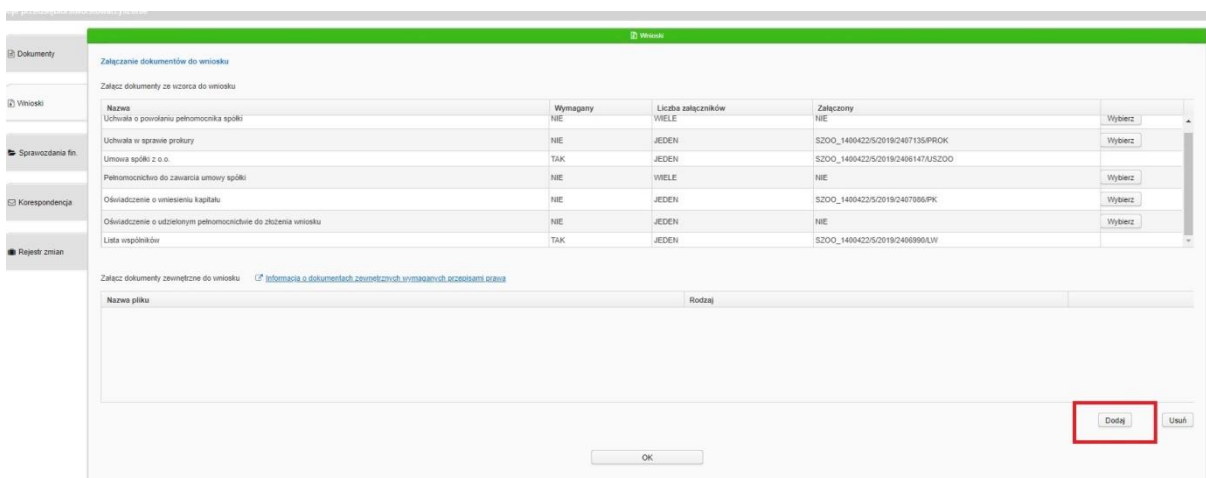 Wnioski
Dokumenty
Wnioski
Sprawozdania fin.
Korespondencja
Rejestr zmian
Załączanie dokumentów do wniosku
Załącz dokumenty ze wzorca do wniosku
Nazwa Wymagany Liczba załączników Załączony
Uchwała o powołaniu pełnomocnika spółki NIE WIELE NIE Wybierz
Uchwała w sprawie prokury NIE JEDEN SZOO_1400422/5/2019/2407135/PROK Wybierz
Umowa spółki z o.o. TAK JEDEN SZOO_1400422/5/2019/2406147/USZOO
Pełnomocnictwo do zawarcia umowy spółki NIE WIELE NIE Wybierz
Oświadczenie o wniesieniu kapitału NIE JEDEN SZOO_1400422/5/2019/2407088/PK Wybierz
Oświadczenie o udzielonym pełnomocnictwie do złożenia wniosku NIE JEDEN NIE Wybierz
Lista wspólników TAK JEDEN SZOO_1400422/5/2019/2406990/LW
Załącz dokumenty zewnętrzne do wniosku Informacja o dokumentach zewnętrznych wymaganych przepisami prawa
Nazwa pliku Rodzaj
Dodaj Usuń
OK